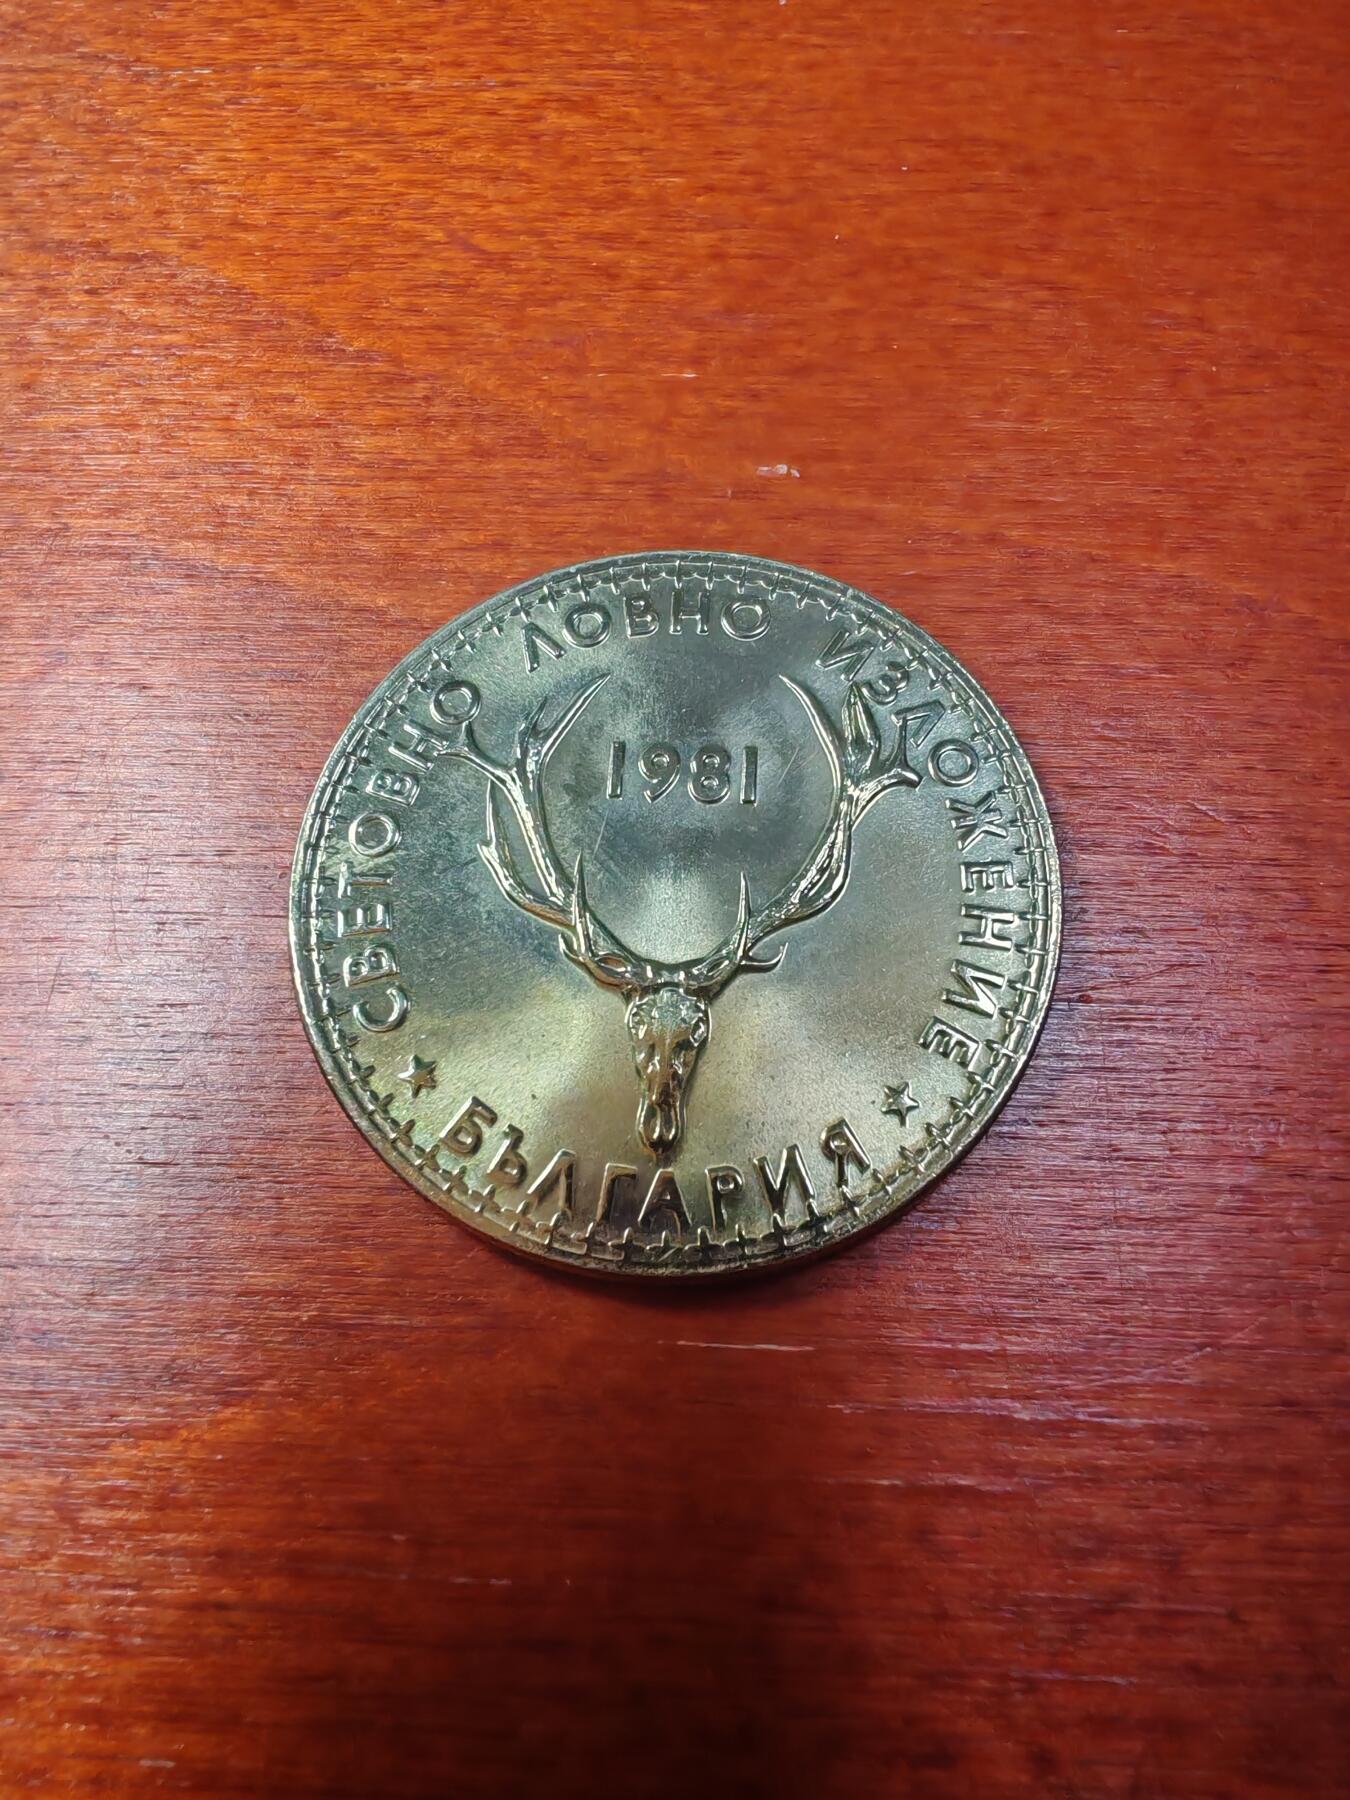 СВЕТОВНО ЛОВНО ИЗЛОЖЕНИЕ
1981
БЪЛГАРИЯ